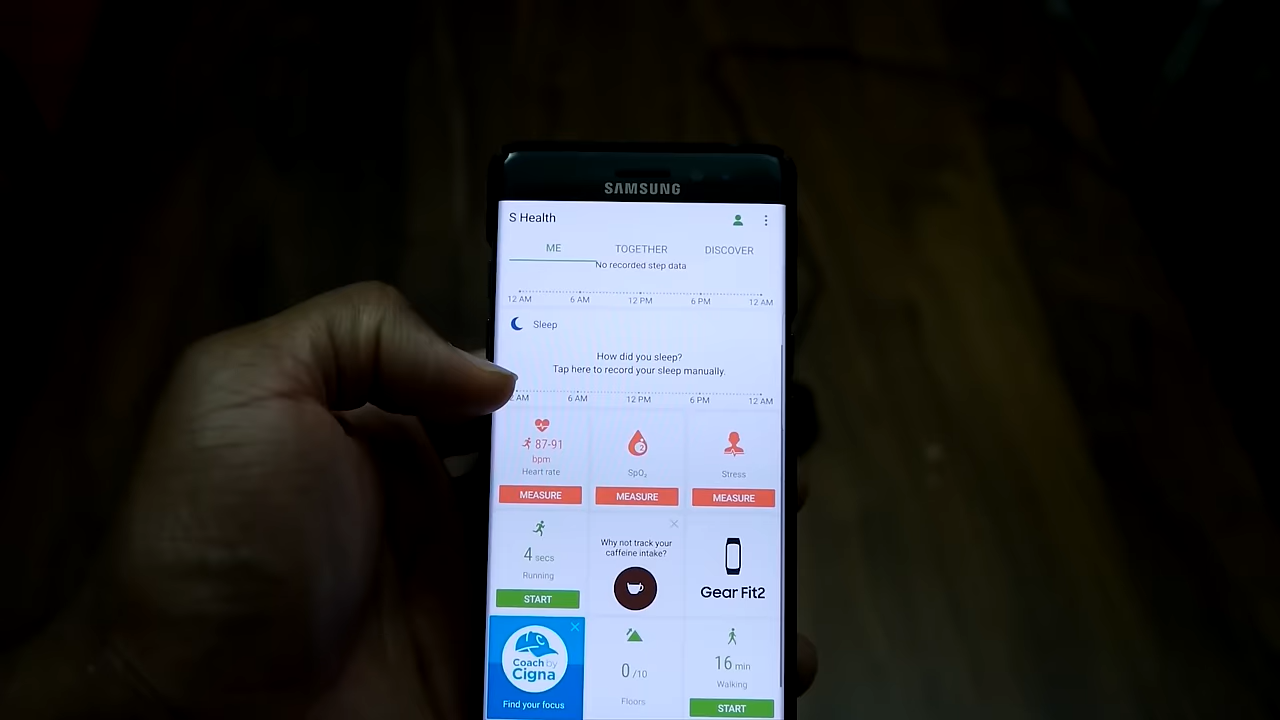 SAMSUNG
S Health
ME TOGETHER DISCOVER
No recorded step data
12 AM 6 AM 12 PM 6 PM 12 AM
Sleep
How did you sleep?
Tap here to record your sleep manually.
AM 6 AM 12 PM 6 PM 12 AM
87-91
bpm
Heart rate
MEASURE
SpO₂
MEASURE
Stress
MEASURE
4 secs
Running
START
Why not track your
caffeine intake?
Gear Fit2
Coach by
Cigna
Find your focus
0 /10
Floors
16 min
Walking
START